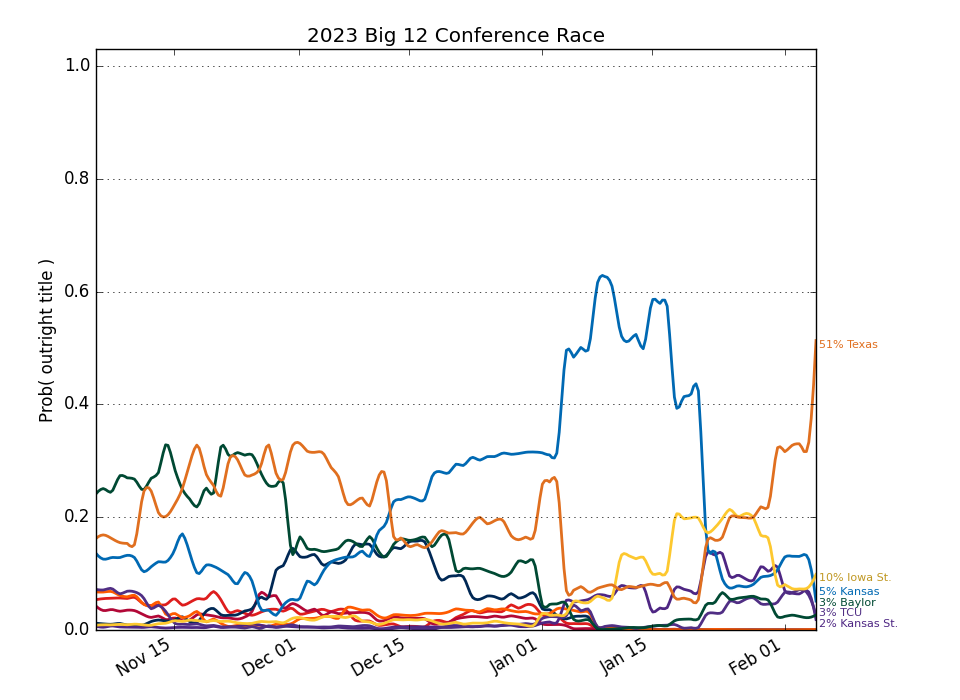 2023 Big 12 Conference Race
Prob( outright title )
1.0
0.8
0.6
0.4
0.2
0.0
51% Texas
10% Iowa St.
5% Kansas
3% Baylor
3% TCU
2% Kansas St.
Nov 15
Dec 01
Dec 15
Jan 01
Jan 15
Feb 01